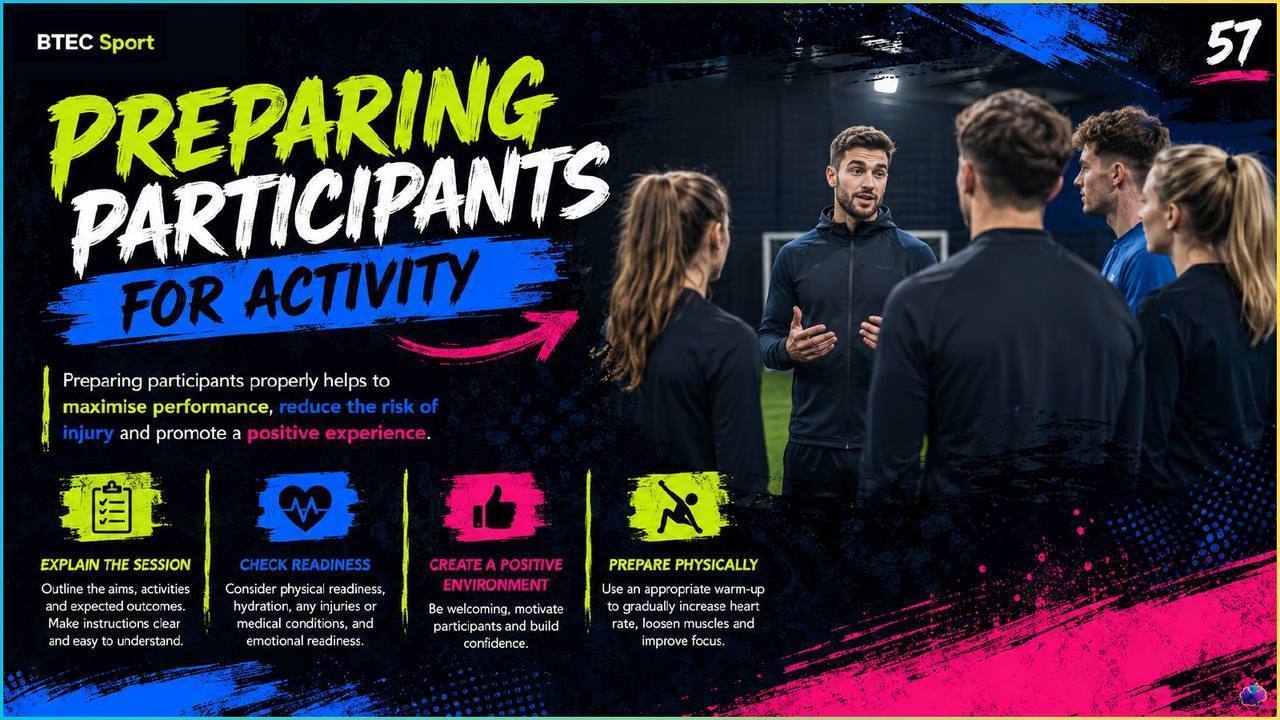 BTEC Sport
57
PREPARING
PARTICIPANTS
FOR ACTIVITY
Preparing participants properly helps to
maximise performance, reduce the risk of
injury and promote a positive experience.
EXPLAIN THE SESSION
Outline the aims, activities
and expected outcomes.
Make instructions clear
and easy to understand.
CHECK READINESS
Consider physical readiness,
hydration, any injuries or
medical conditions, and
emotional readiness.
CREATE A POSITIVE
ENVIRONMENT
Be welcoming, motivate
participants and build
confidence.
PREPARE PHYSICALLY
Use an appropriate warm-up
to gradually increase heart
rate, loosen muscles and
improve focus.